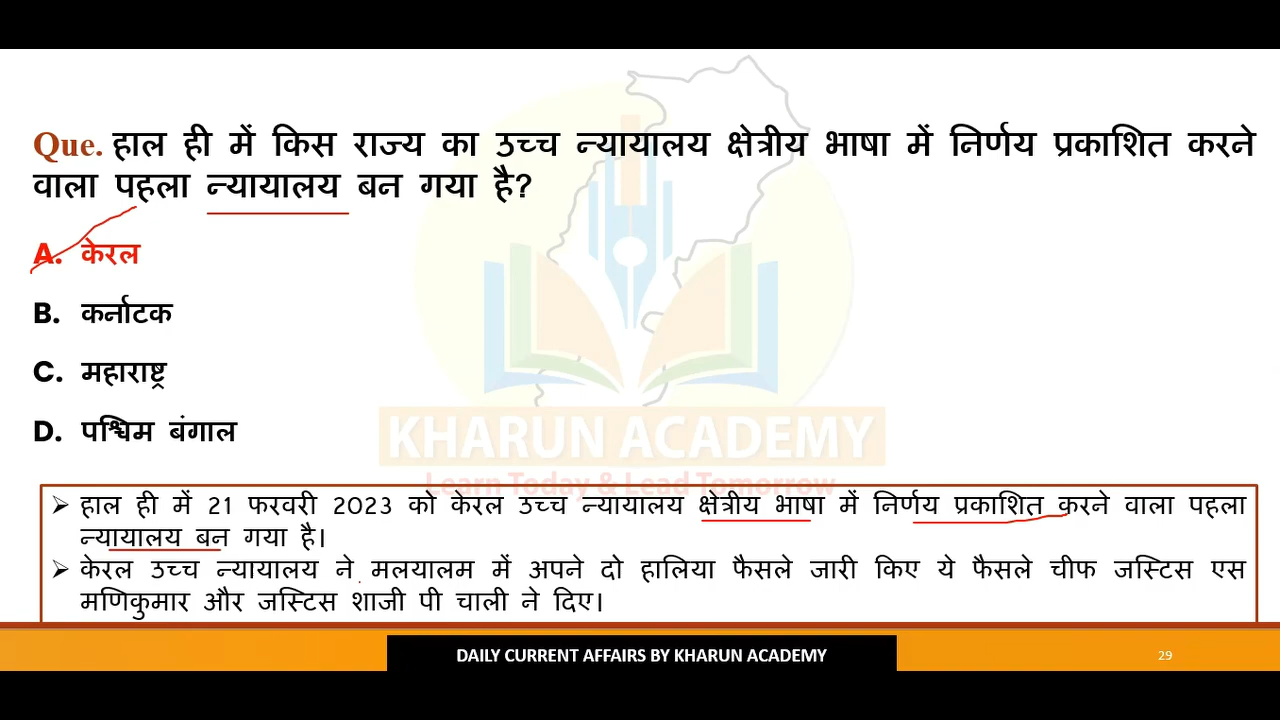 Que. हाल ही में किस राज्य का उच्च न्यायालय क्षेत्रीय भाषा में निर्णय प्रकाशित करने
वाला पहला न्यायालय बन गया है?
A. केरल
B. कर्नाटक
C. महाराष्ट्र
D. पश्चिम बंगाल
KHARUN ACADEMY
Learn Today & Lead Tomorrow
➢ हाल ही में 21 फरवरी 2023 को केरल उच्च न्यायालय क्षेत्रीय भाषा में निर्णय प्रकाशित करने वाला पहला
न्यायालय बन गया है।
➢ केरल उच्च न्यायालय ने मलयालम में अपने दो हालिया फैसले जारी किए ये फैसले चीफ जस्टिस एस
मणिकुमार और जस्टिस शाजी पी चाली ने दिए।
DAILY CURRENT AFFAIRS BY KHARUN ACADEMY
29